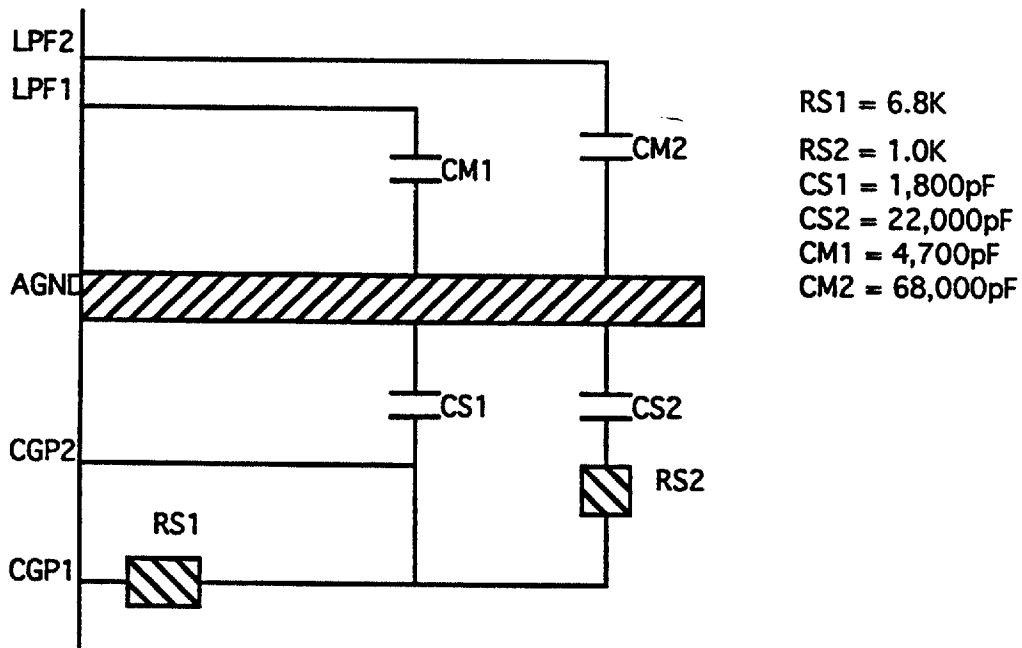 LPF2
LPF1
CM1
CM2
AGND
CS1
CS2
CGP2
RS2
RS1
CGP1
RS1 = 6.8K
RS2 = 1.0K
CS1 = 1,800pF
CS2 = 22,000pF
CM1 = 4,700pF
CM2 = 68,000pF